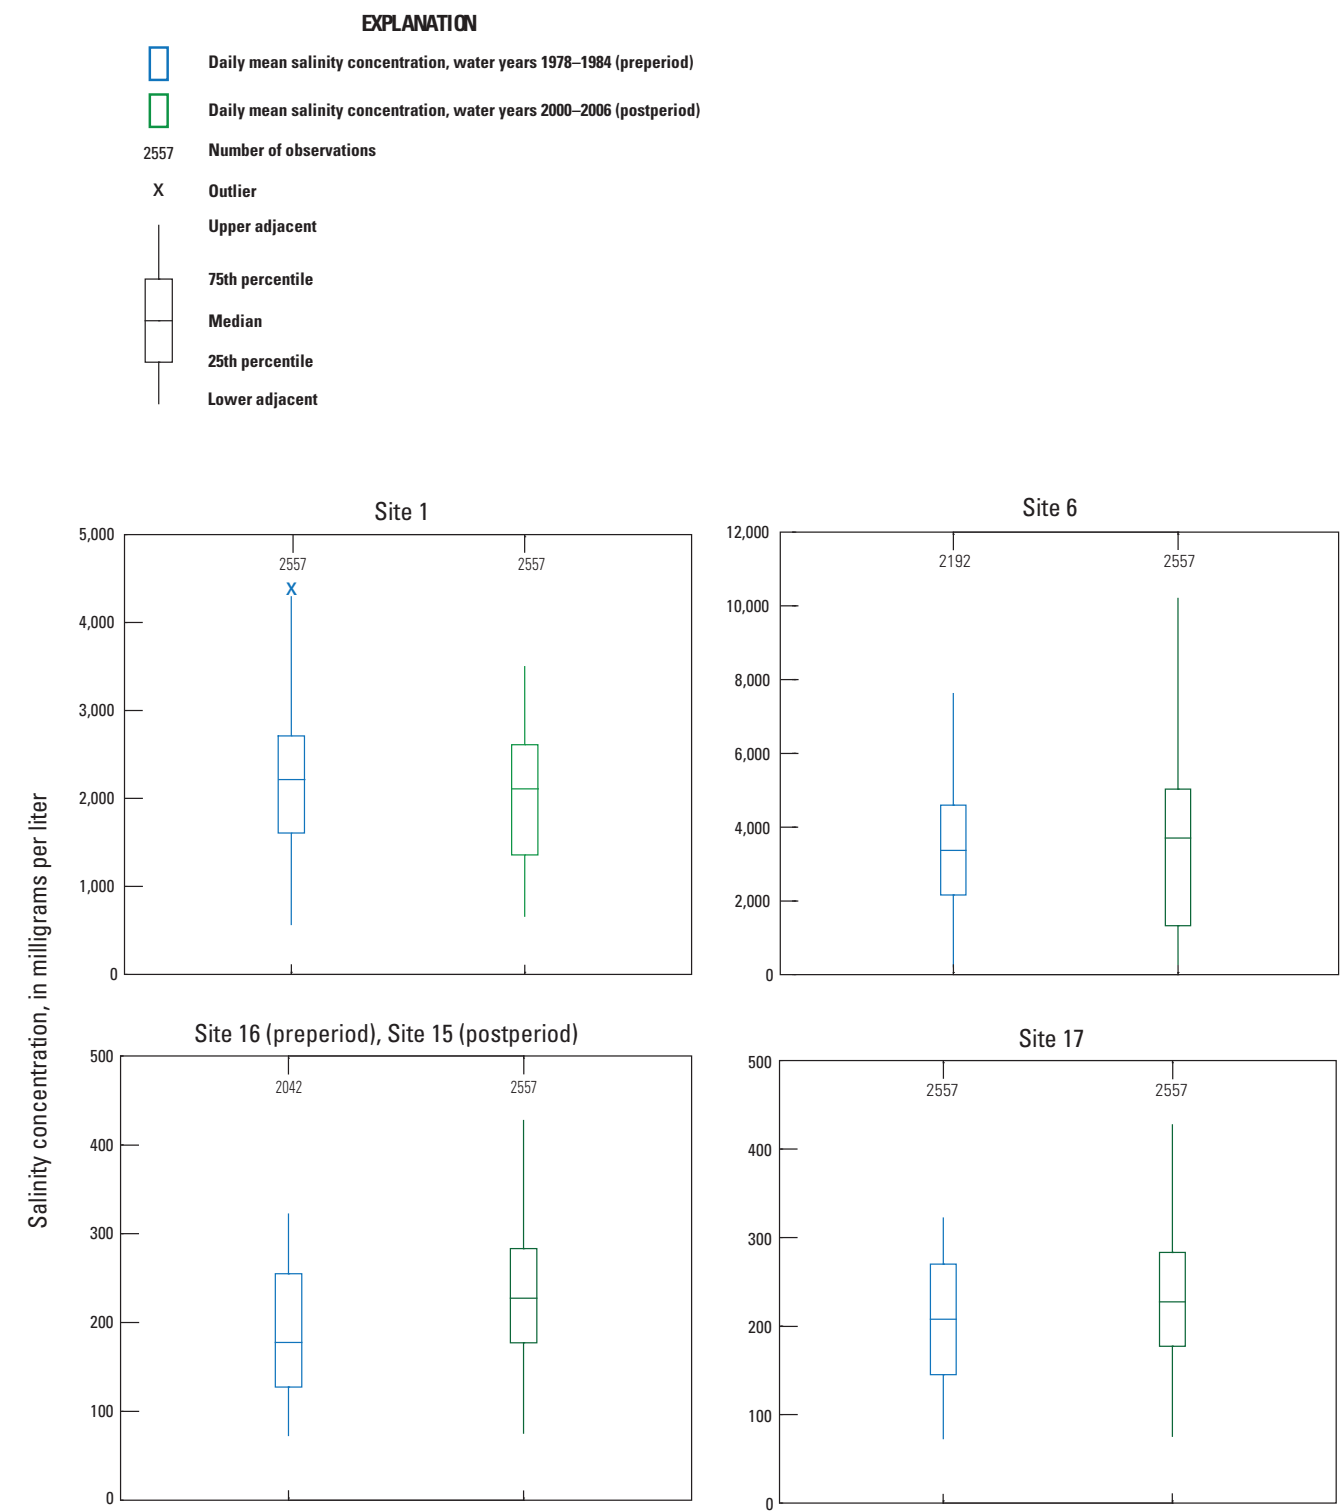 EXPLANATION
Daily mean salinity concentration, water years 1978–1984 (preperiod)
Daily mean salinity concentration, water years 2000–2006 (postperiod)
2557 Number of observations
X Outlier
Upper adjacent
75th percentile
Median
25th percentile
Lower adjacent
Salinity concentration, in milligrams per liter
Site 1
5,000
4,000
3,000
2,000
1,000
0
2557 2557
X
Site 6
12,000
10,000
8,000
6,000
4,000
2,000
0
2192 2557
Site 16 (preperiod), Site 15 (postperiod)
500
400
300
200
100
0
2042 2557
Site 17
500
400
300
200
100
0
2557 2557